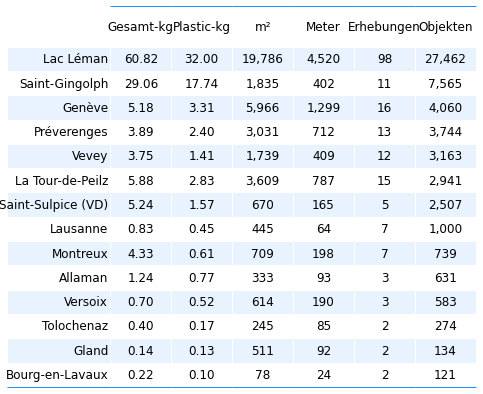 Gesamt-kg Plastic-kg m² Meter Erhebungen Objekten
Lac Léman 60.82 32.00 19,786 4,520 98 27,462
Saint-Gingolph 29.06 17.74 1,835 402 11 7,565
Genève 5.18 3.31 5,966 1,299 16 4,060
Préverenges 3.89 2.40 3,031 712 13 3,744
Vevey 3.75 1.41 1,739 409 12 3,163
La Tour-de-Peilz 5.88 2.83 3,609 787 15 2,941
Saint-Sulpice (VD) 5.24 1.57 670 165 5 2,507
Lausanne 0.83 0.45 445 64 7 1,000
Montreux 4.33 0.61 709 198 7 739
Allaman 1.24 0.77 333 93 3 631
Versoix 0.70 0.52 614 190 3 583
Tolochenaz 0.40 0.17 245 85 2 274
Gland 0.14 0.13 511 92 2 134
Bourg-en-Lavaux 0.22 0.10 78 24 2 121